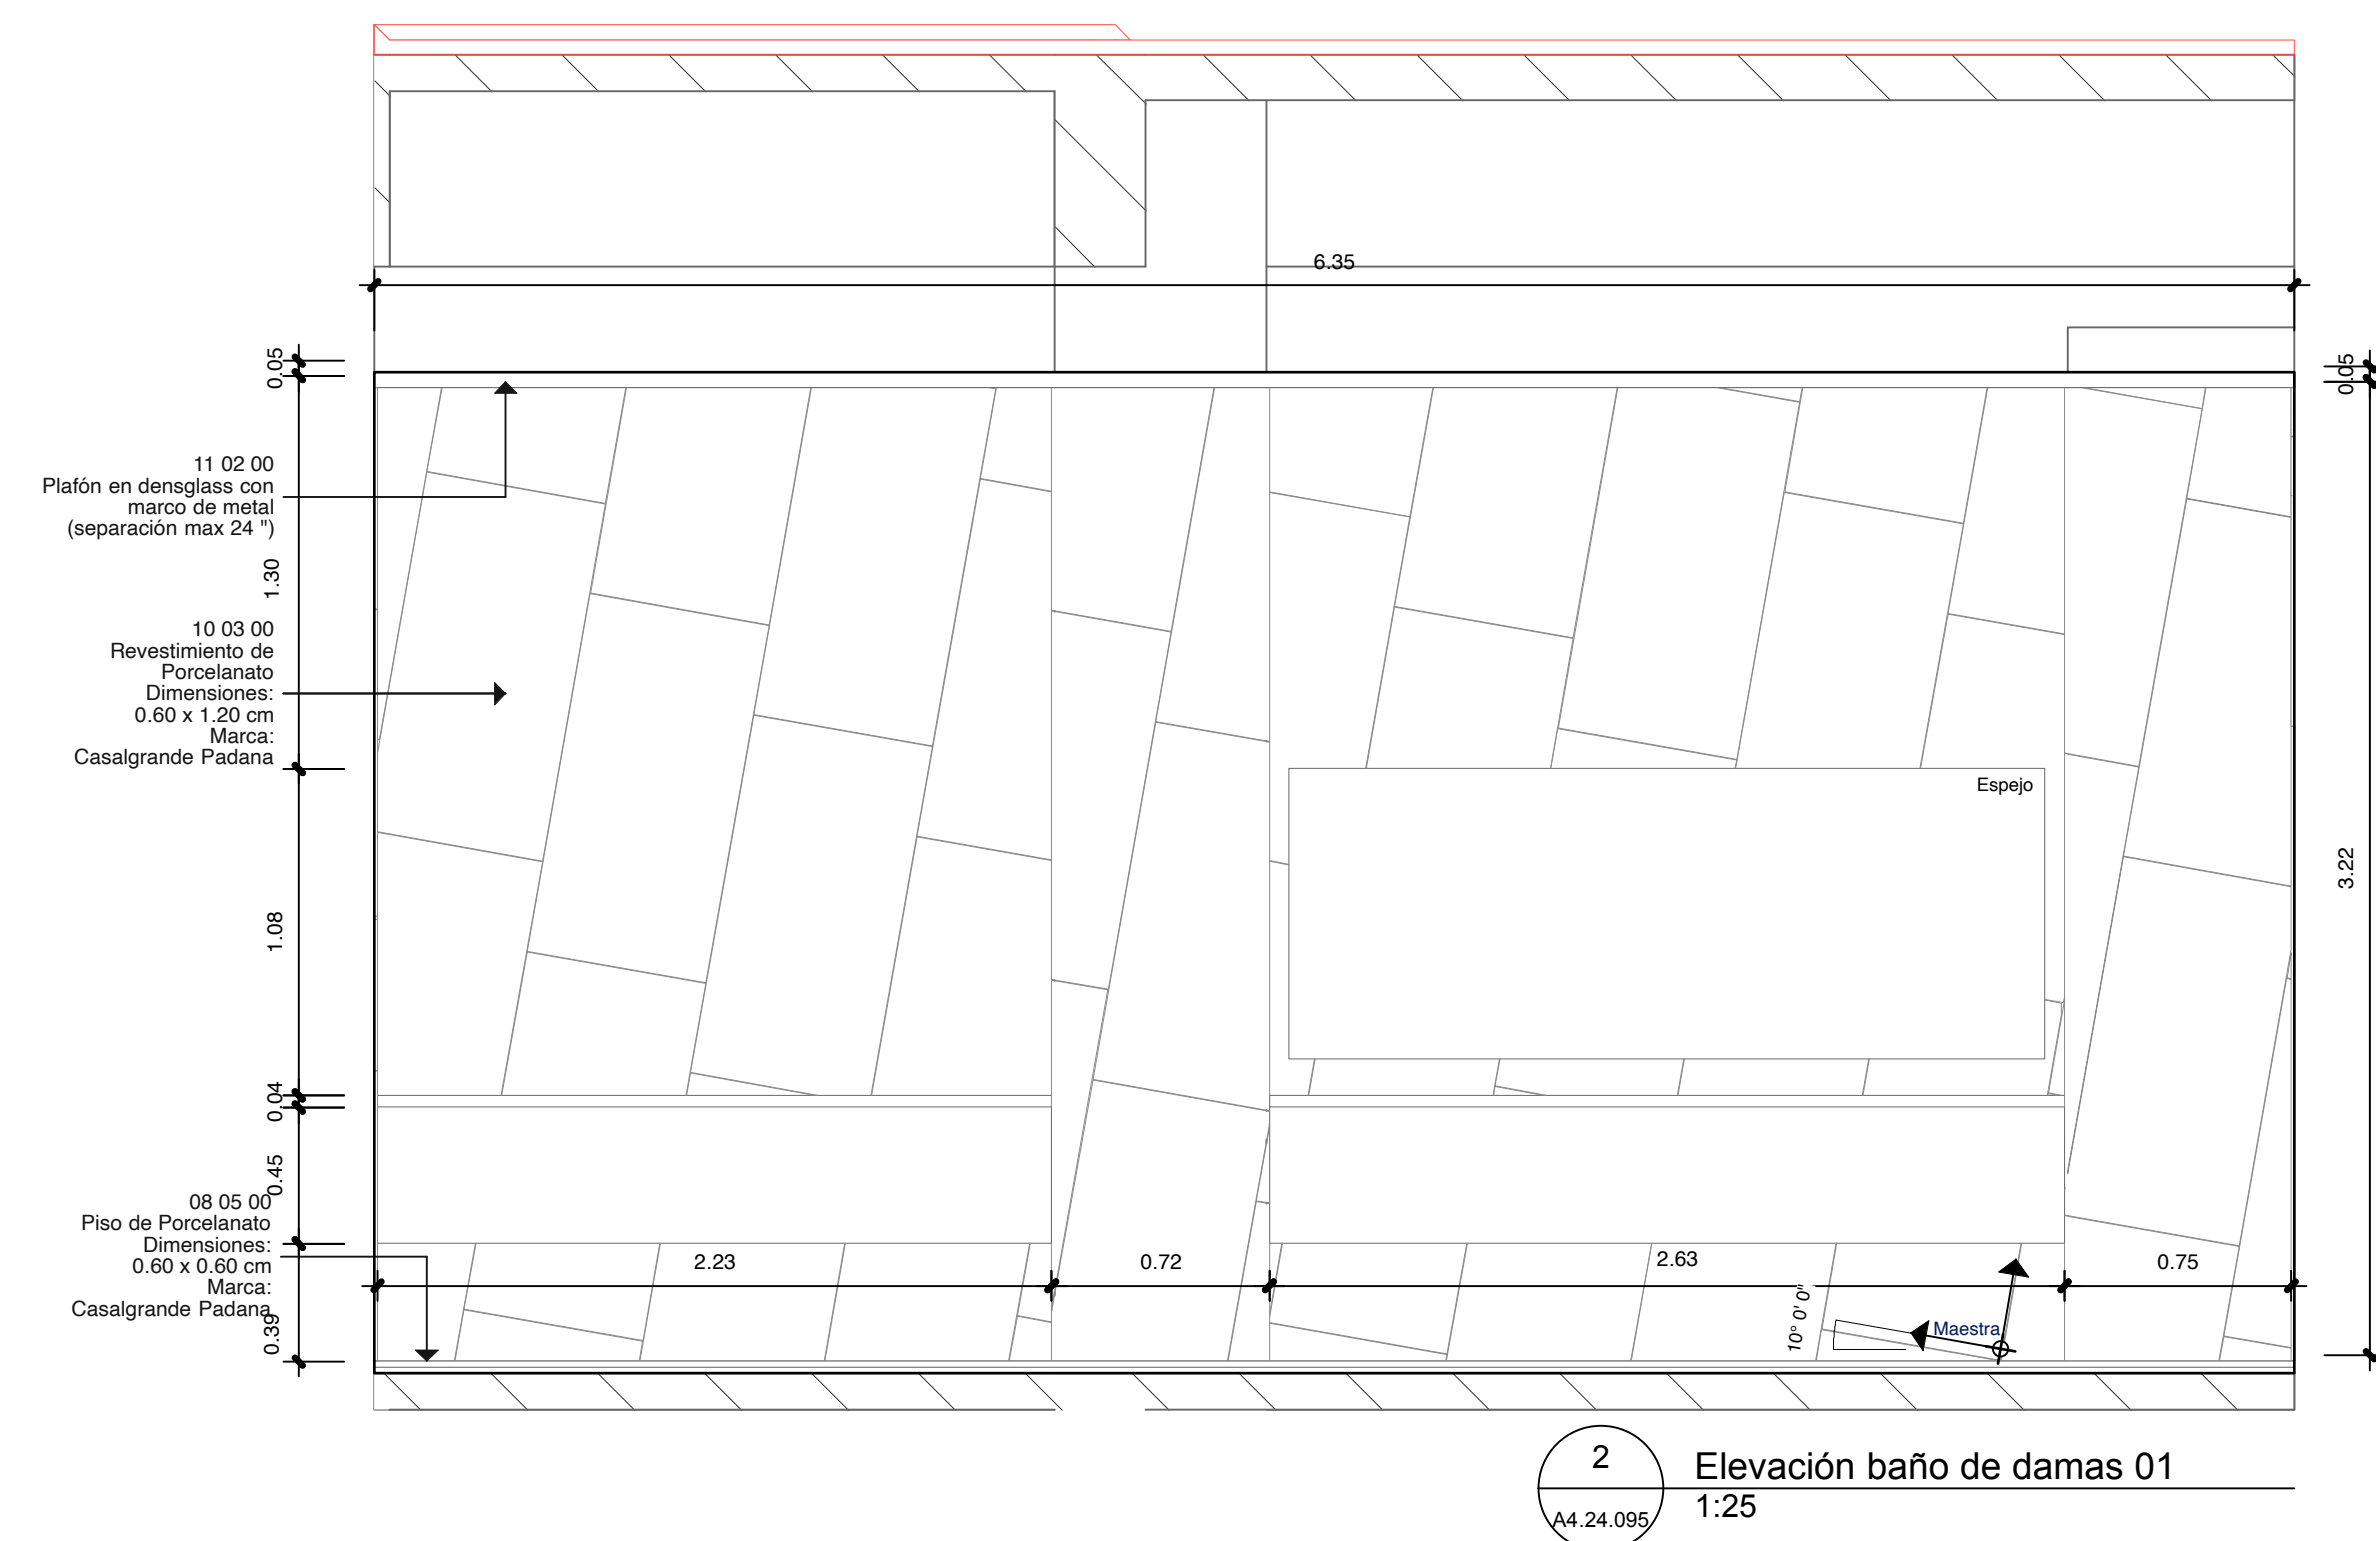 6.35
0.05
0.05
11 02 00
Plafón en densglass con
marco de metal
(separación max 24 ")
1.30
10 03 00
Revestimiento de
Porcelanato
Dimensiones:
0.60 x 1.20 cm
Marca:
Casalgrande Padana
Espejo
3.22
1.08
0.04
0.45
08 05 00
Piso de Porcelanato
Dimensiones:
0.60 x 0.60 cm
Marca:
Casalgrande Padana
0.39
2.23
0.72
2.63
0.75
10° 0' 0"
Maestra
2
A4.24.095
Elevación baño de damas 01
1:25